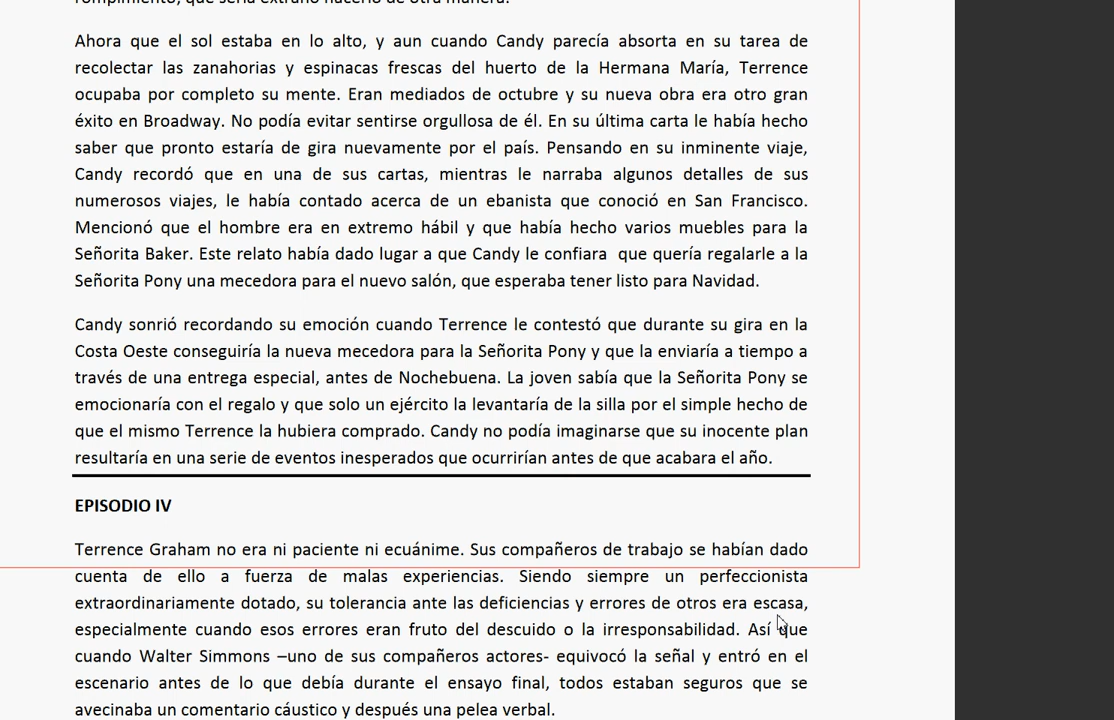 rompimiento, que sería extraño hacerlo de otra manera.
Ahora que el sol estaba en lo alto, y aun cuando Candy parecía absorta en su tarea de
recolectar las zanahorias y espinacas frescas del huerto de la Hermana María, Terrence
ocupaba por completo su mente. Eran mediados de octubre y su nueva obra era otro gran
éxito en Broadway. No podía evitar sentirse orgullosa de él. En su última carta le había hecho
saber que pronto estaría de gira nuevamente por el país. Pensando en su inminente viaje,
Candy recordó que en una de sus cartas, mientras le narraba algunos detalles de sus
numerosos viajes, le había contado acerca de un ebanista que conoció en San Francisco.
Mencionó que el hombre era en extremo hábil y que había hecho varios muebles para la
Señorita Baker. Este relato había dado lugar a que Candy le confiara  que quería regalarle a la
Señorita Pony una mecedora para el nuevo salón, que esperaba tener listo para Navidad.
Candy sonrió recordando su emoción cuando Terrence le contestó que durante su gira en la
Costa Oeste conseguiría la nueva mecedora para la Señorita Pony y que la enviaría a tiempo a
través de una entrega especial, antes de Nochebuena. La joven sabía que la Señorita Pony se
emocionaría con el regalo y que solo un ejército la levantaría de la silla por el simple hecho de
que el mismo Terrence la hubiera comprado. Candy no podía imaginarse que su inocente plan
resultaría en una serie de eventos inesperados que ocurrirían antes de que acabara el año.
EPISODIO IV
Terrence Graham no era ni paciente ni ecuánime. Sus compañeros de trabajo se habían dado
cuenta de ello a fuerza de malas experiencias. Siendo siempre un perfeccionista
extraordinariamente dotado, su tolerancia ante las deficiencias y errores de otros era escasa,
especialmente cuando esos errores eran fruto del descuido o la irresponsabilidad. Así que
cuando Walter Simmons –uno de sus compañeros actores- equivocó la señal y entró en el
escenario antes de lo que debía durante el ensayo final, todos estaban seguros que se
avecinaba un comentario cáustico y después una pelea verbal.